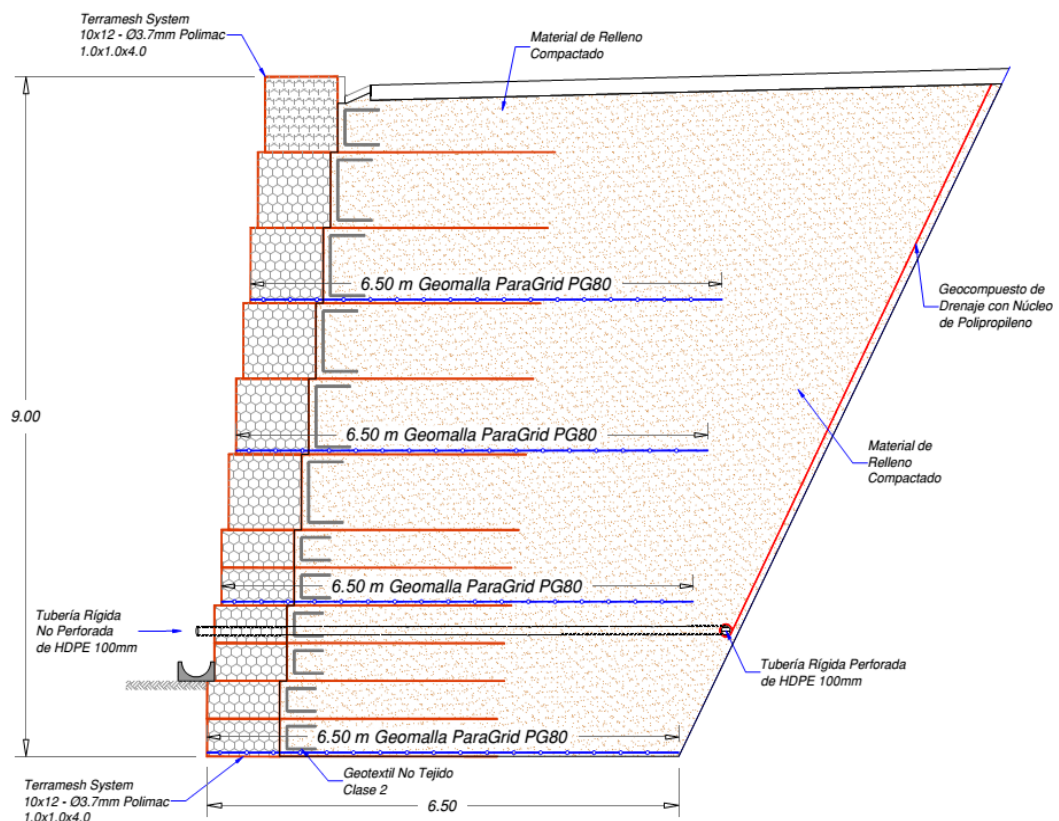 Terramesh System
10x12 - Ø3.7mm Polimac
1.0x1.0x4.0
Material de Relleno
Compactado
6.50 m Geomalla ParaGrid PG80
Geocompuesto de
Drenaje con Núcleo
de Polipropileno
9.00
6.50 m Geomalla ParaGrid PG80
Material de
Relleno
Compactado
6.50 m Geomalla ParaGrid PG80
Tubería Rígida
No Perforada
de HDPE 100mm
Tubería Rígida Perforada
de HDPE 100mm
6.50 m Geomalla ParaGrid PG80
Geotextil No Tejido
Clase 2
Terramesh System
10x12 - Ø3.7mm Polimac
1.0x1.0x4.0
6.50